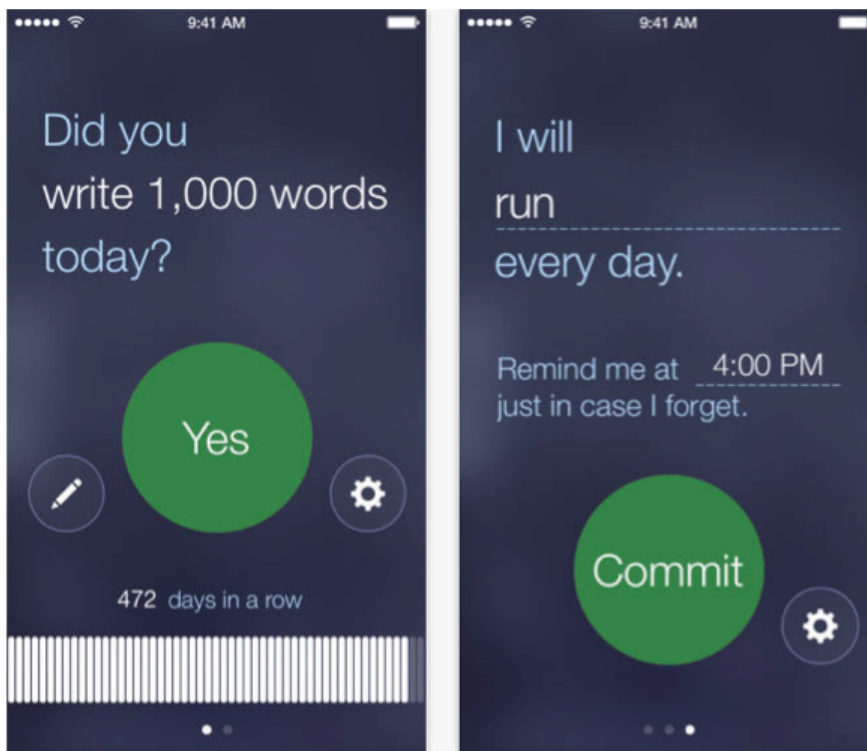 9:41 AM
Did you
write 1,000 words
today?
Yes
472 days in a row
9:41 AM
I will
run
every day.
Remind me at 4:00 PM
just in case I forget.
Commit